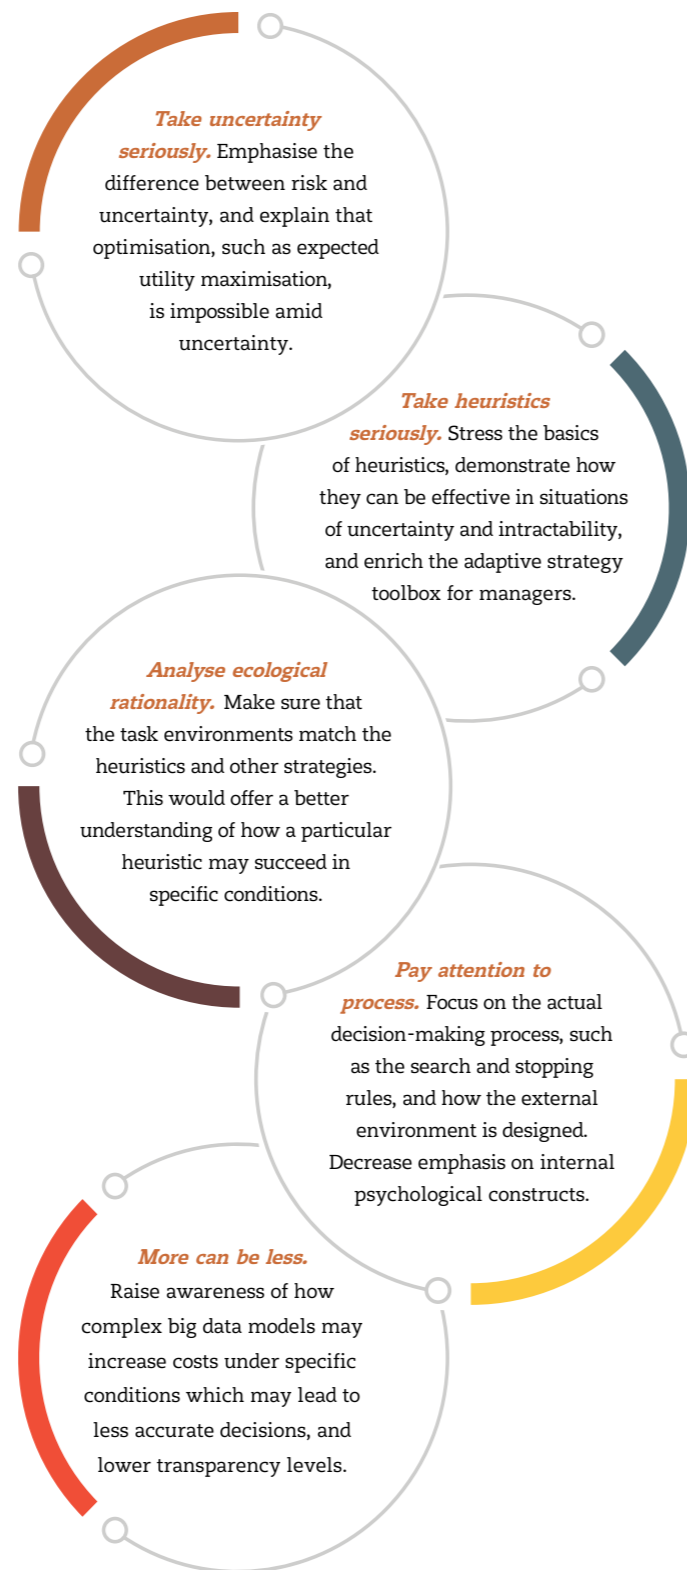 Take uncertainty
seriously. Emphasise the
difference between risk and
uncertainty, and explain that
optimisation, such as expected
utility maximisation,
is impossible amid
uncertainty.
Take heuristics
seriously. Stress the basics
of heuristics, demonstrate how
they can be effective in situations
of uncertainty and intractability,
and enrich the adaptive strategy
toolbox for managers.
Analyse ecological
rationality. Make sure that
the task environments match the
heuristics and other strategies.
This would offer a better
understanding of how a particular
heuristic may succeed in
specific conditions.
Pay attention to
process. Focus on the actual
decision-making process, such
as the search and stopping
rules, and how the external
environment is designed.
Decrease emphasis on internal
psychological constructs.
More can be less.
Raise awareness of how
complex big data models may
increase costs under specific
conditions which may lead to
less accurate decisions, and
lower transparency levels.